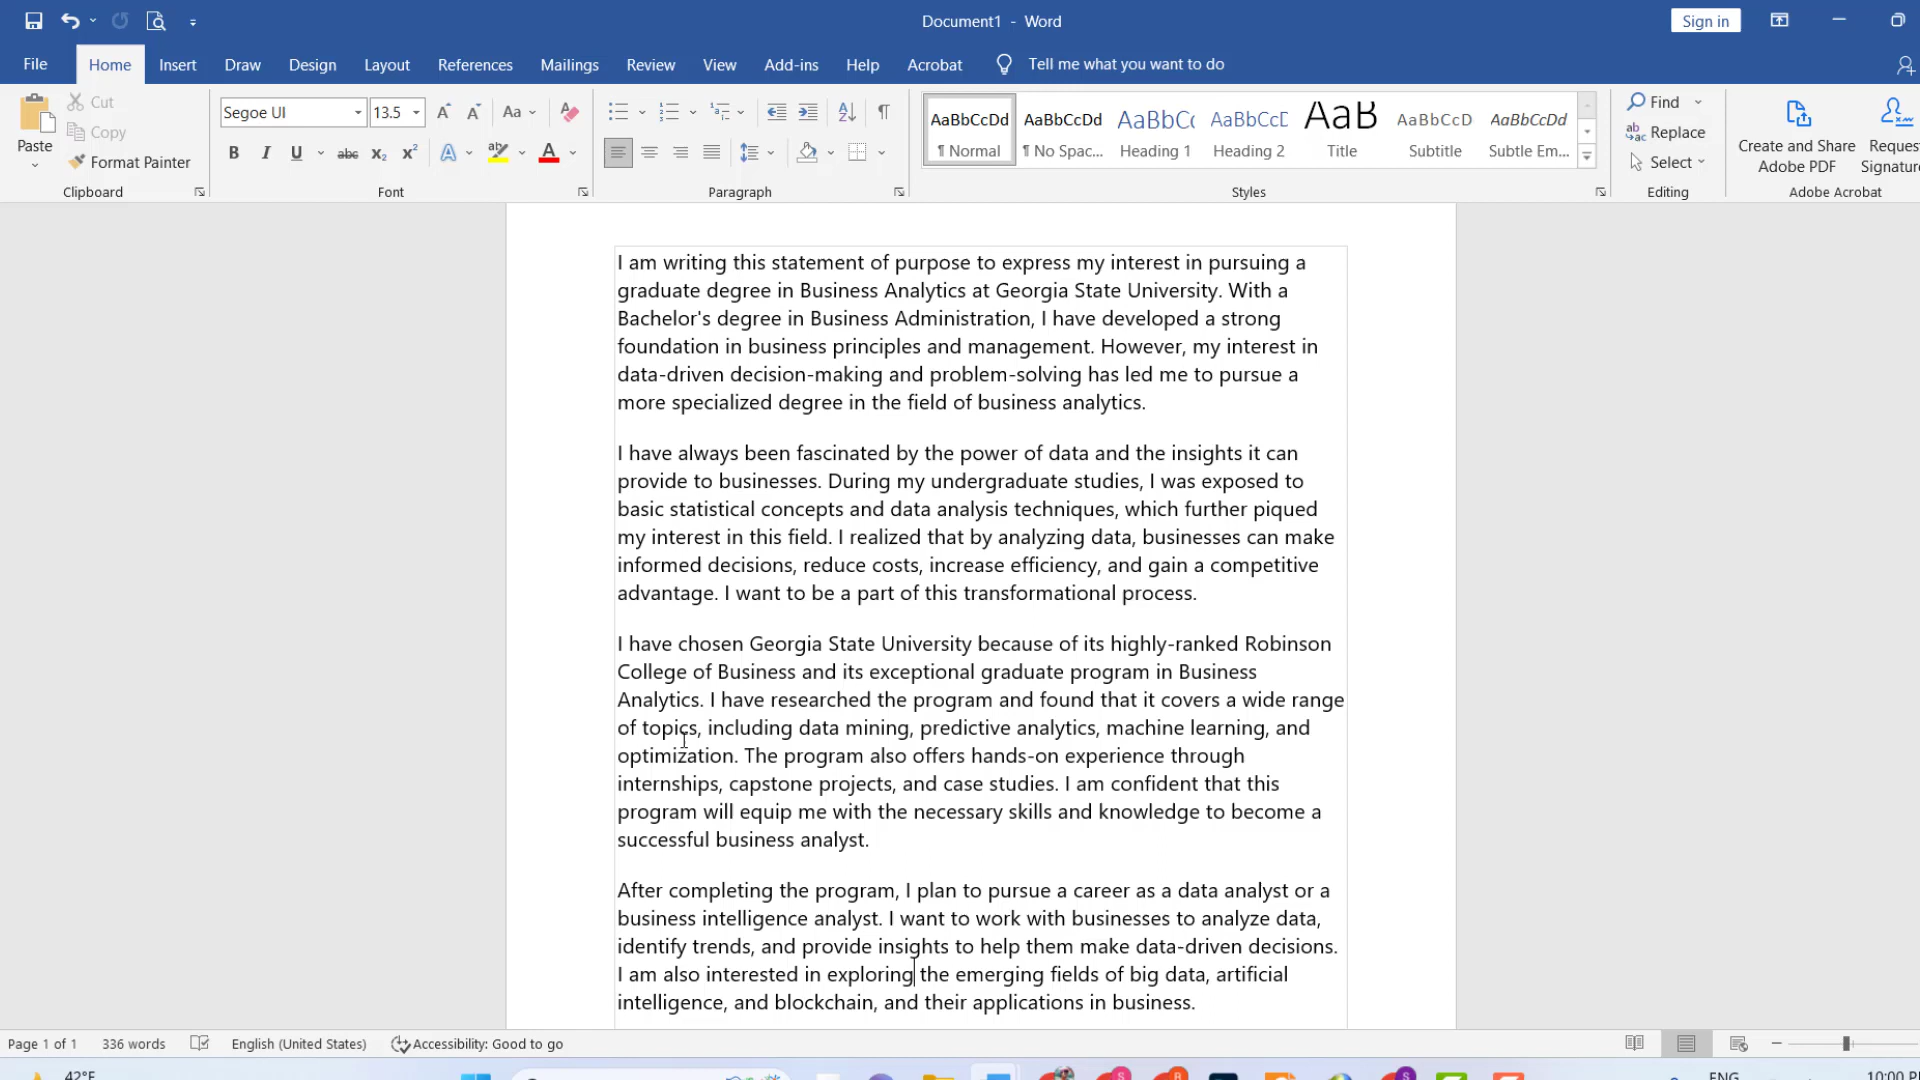 Document1 - Word
Sign in
File Home Insert Draw Design Layout References Mailings Review View Add-ins Help Acrobat Tell me what you want to do
Paste
Cut
Copy
Format Painter
Clipboard
Segoe UI 13.5
Font
Paragraph
AaBbCcDd AaBbCcDd AaBbC AaBbCcD AaB AaBbCcD AaBbCcDd
¶ Normal ¶ No Spac... Heading 1 Heading 2 Title Subtitle Subtle Em...
Styles
Find
Replace
Select
Editing
Create and Share Adobe PDF
Request Signature
Adobe Acrobat
I am writing this statement of purpose to express my interest in pursuing a
graduate degree in Business Analytics at Georgia State University. With a
Bachelor's degree in Business Administration, I have developed a strong
foundation in business principles and management. However, my interest in
data-driven decision-making and problem-solving has led me to pursue a
more specialized degree in the field of business analytics.
I have always been fascinated by the power of data and the insights it can
provide to businesses. During my undergraduate studies, I was exposed to
basic statistical concepts and data analysis techniques, which further piqued
my interest in this field. I realized that by analyzing data, businesses can make
informed decisions, reduce costs, increase efficiency, and gain a competitive
advantage. I want to be a part of this transformational process.
I have chosen Georgia State University because of its highly-ranked Robinson
College of Business and its exceptional graduate program in Business
Analytics. I have researched the program and found that it covers a wide range
of topics, including data mining, predictive analytics, machine learning, and
optimization. The program also offers hands-on experience through
internships, capstone projects, and case studies. I am confident that this
program will equip me with the necessary skills and knowledge to become a
successful business analyst.
After completing the program, I plan to pursue a career as a data analyst or a
business intelligence analyst. I want to work with businesses to analyze data,
identify trends, and provide insights to help them make data-driven decisions.
I am also interested in exploring the emerging fields of big data, artificial
intelligence, and blockchain, and their applications in business.
Page 1 of 1 336 words English (United States) Accessibility: Good to go
42°F
ENG
10:00 PM